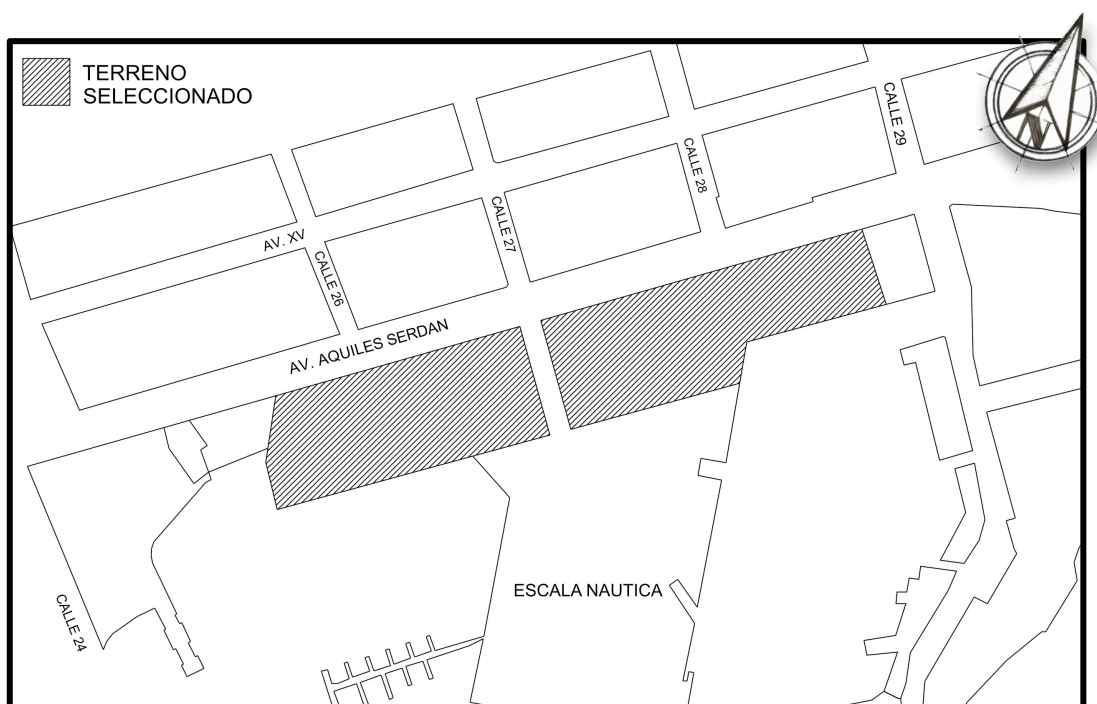 TERRENO
SELECCIONADO
CALLE 29
CALLE 28
CALLE 27
AV. XV
CALLE 26
AV. AQUILES SERDAN
ESCALA NAUTICA
CALLE 24
N